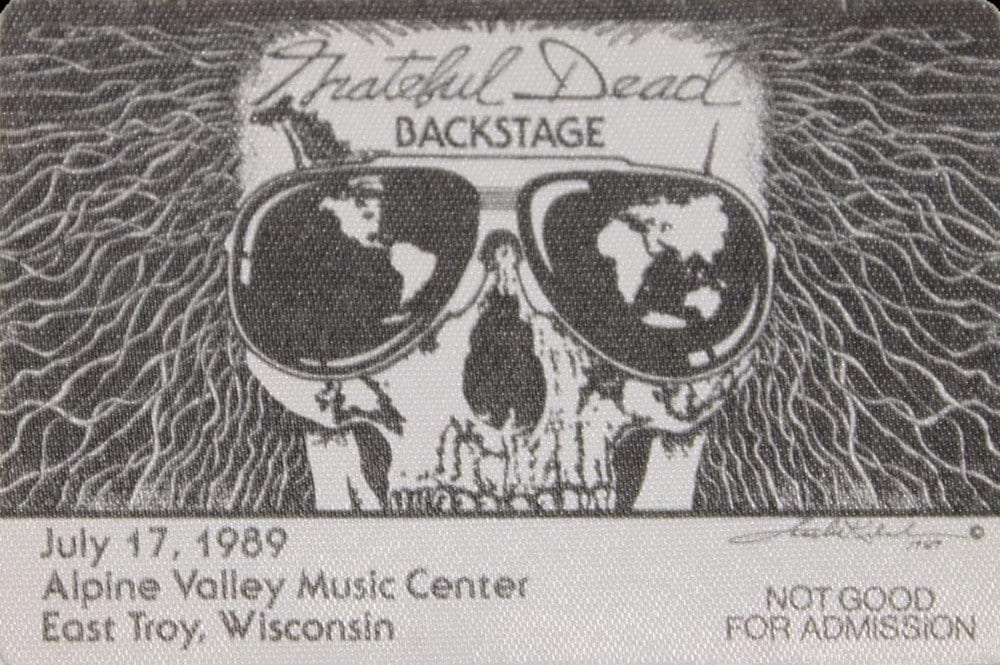 Grateful Dead
BACKSTAGE
July 17, 1989
Alpine Valley Music Center
East Troy, Wisconsin
©
NOT GOOD
FOR ADMISSION